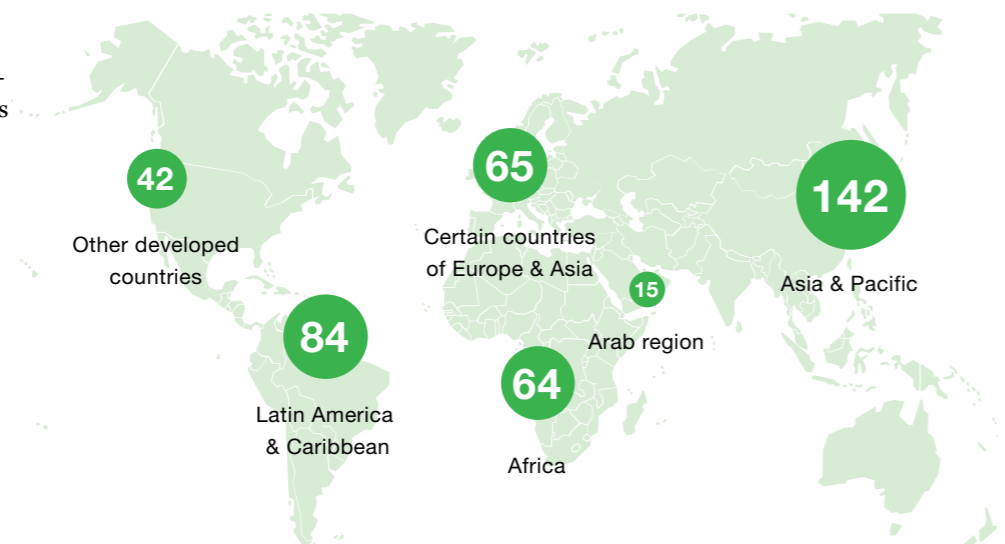 -
s
42
Other developed
countries
65
Certain countries
of Europe & Asia
142
Asia & Pacific
15
Arab region
84
Latin America
& Caribbean
64
Africa